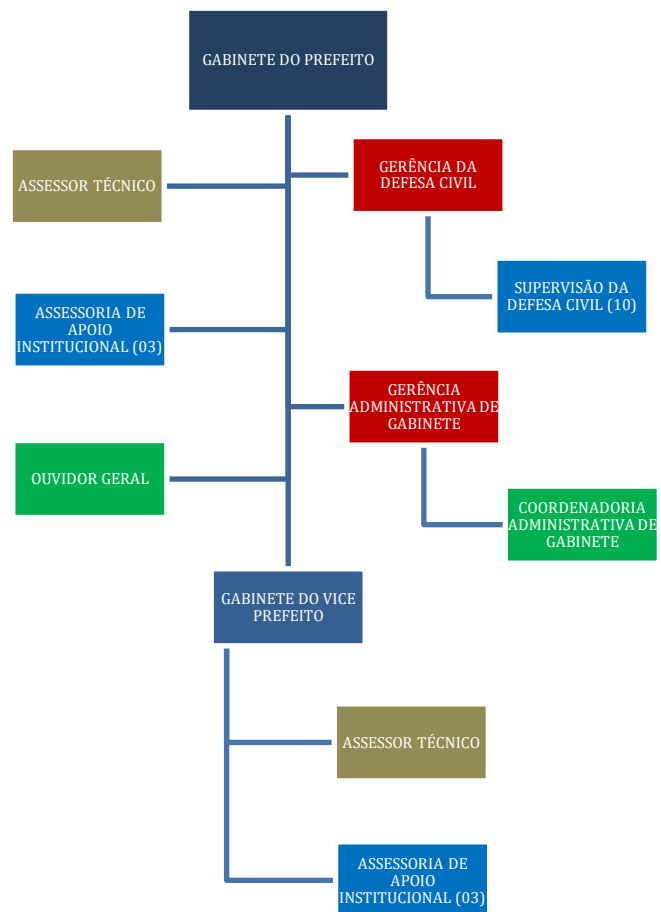 GABINETE DO PREFEITO
ASSESSOR TÉCNICO
GERÊNCIA DA
DEFESA CIVIL
SUPERVISÃO DA
DEFESA CIVIL (10)
ASSESSORIA DE
APOIO
INSTITUCIONAL (03)
GERÊNCIA
ADMINISTRATIVA DE
GABINETE
OUVIDOR GERAL
COORDENADORIA
ADMINISTRATIVA DE
GABINETE
GABINETE DO VICE
PREFEITO
ASSESSOR TÉCNICO
ASSESSORIA DE
APOIO
INSTITUCIONAL (03)